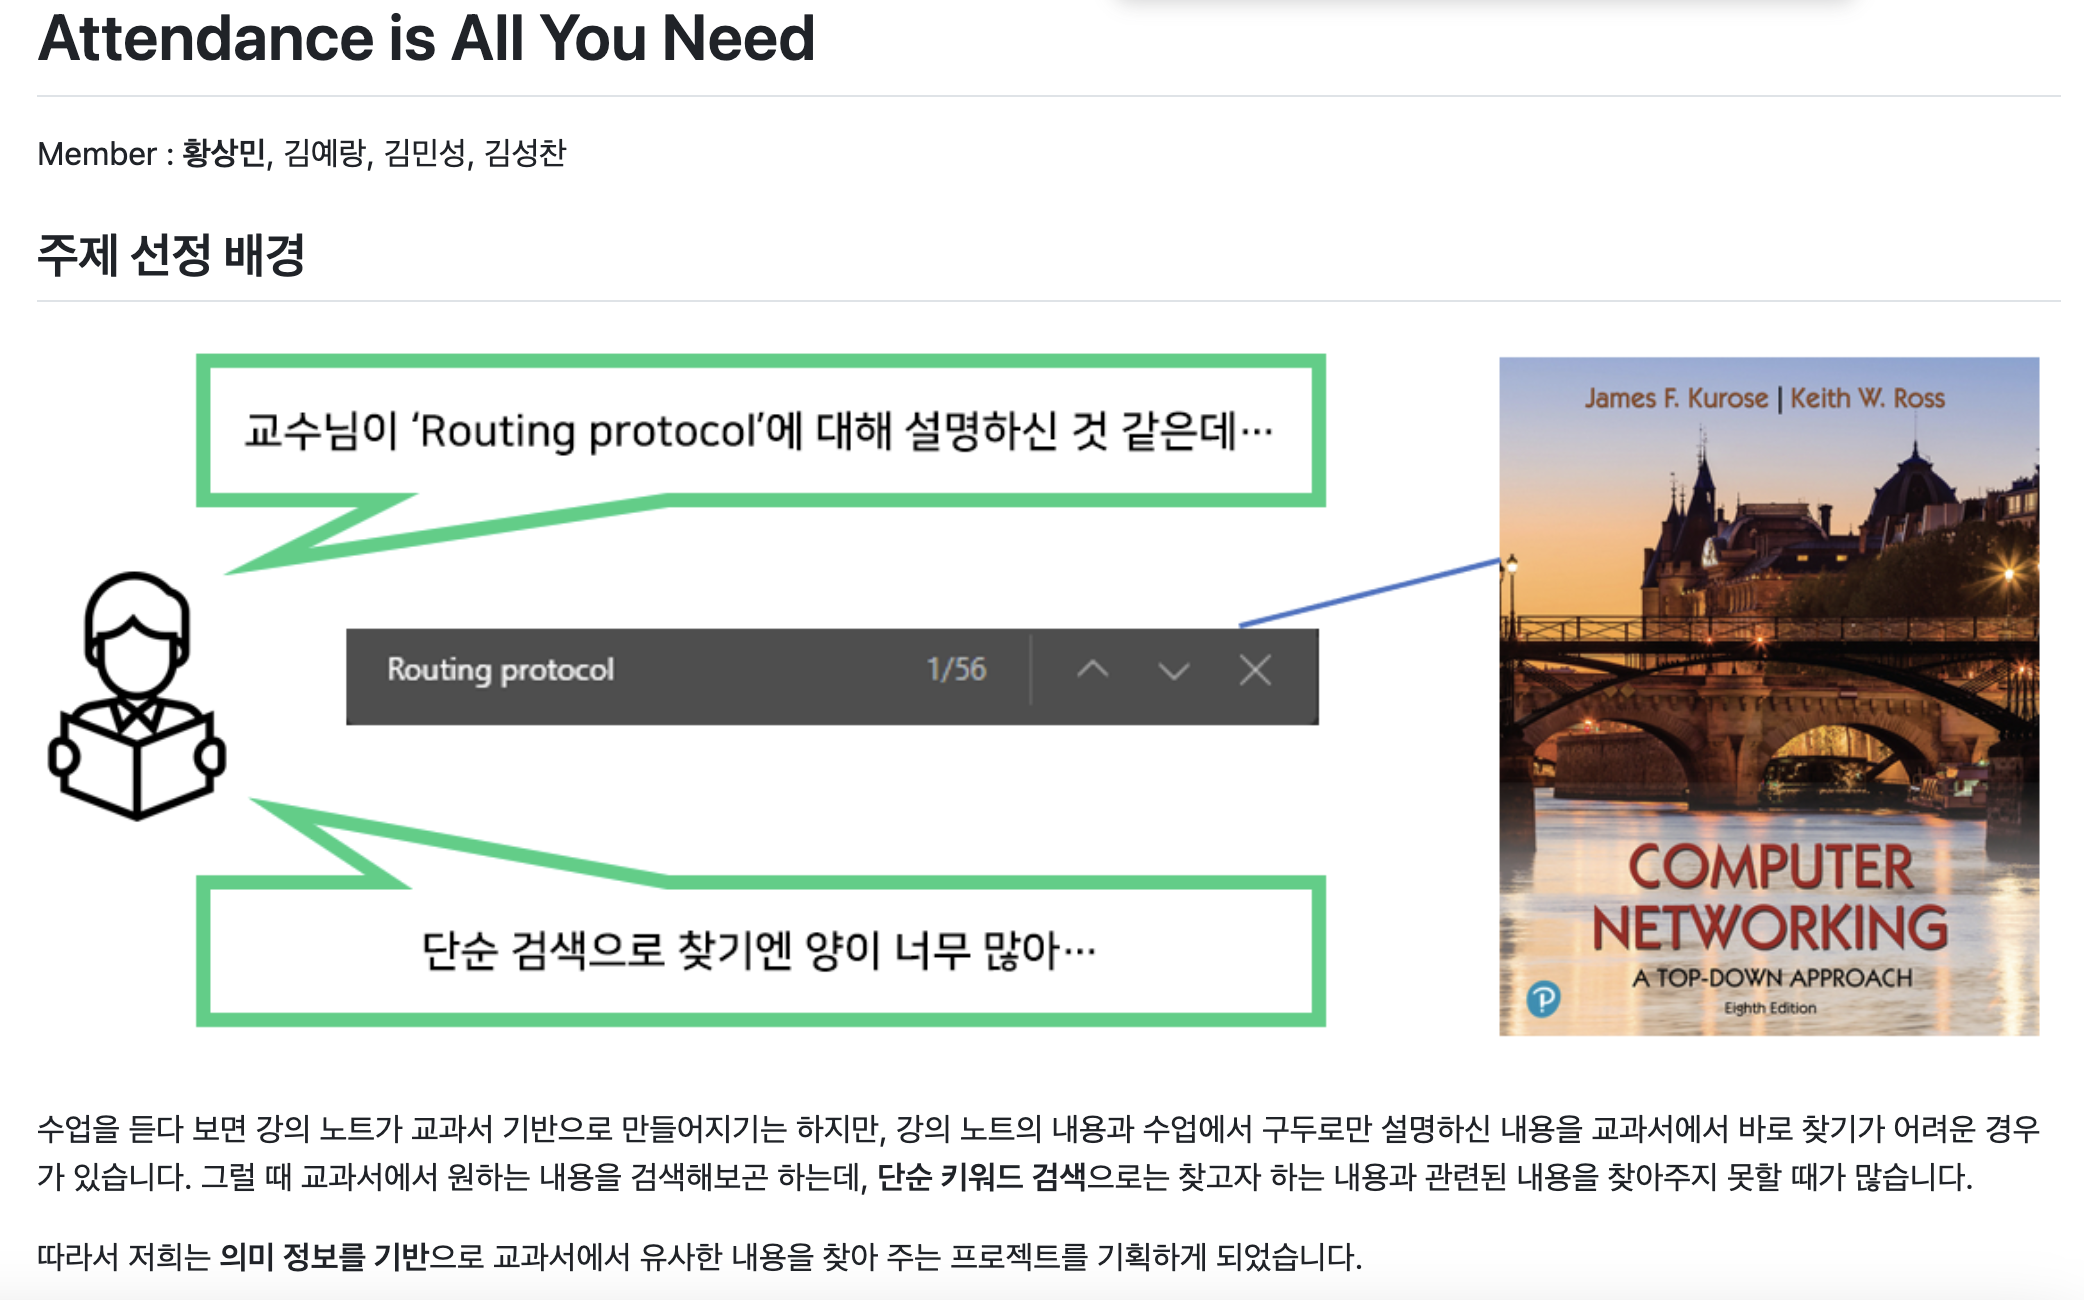 Attendance is All You Need
Member : 황상민, 김예랑, 김민성, 김성찬
주제 선정 배경
교수님이 ‘Routing protocol’에 대해 설명하신 것 같은데…
James F. Kurose | Keith W. Ross
Routing protocol 1/56
단순 검색으로 찾기엔 양이 너무 많아…
COMPUTER
NETWORKING
A TOP-DOWN APPROACH
Eighth Edition
P
수업을 듣다 보면 강의 노트가 교과서 기반으로 만들어지기는 하지만, 강의 노트의 내용과 수업에서 구두로만 설명하신 내용을 교과서에서 바로 찾기가 어려운 경우
가 있습니다. 그럴 때 교과서에서 원하는 내용을 검색해보곤 하는데, 단순 키워드 검색으로는 찾고자 하는 내용과 관련된 내용을 찾아주지 못할 때가 많습니다.
따라서 저희는 의미 정보를 기반으로 교과서에서 유사한 내용을 찾아 주는 프로젝트를 기획하게 되었습니다.